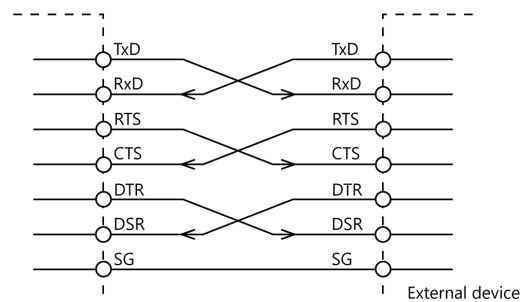 TxD TxD
RxD RxD
RTS RTS
CTS CTS
DTR DTR
DSR DSR
SG SG
External device